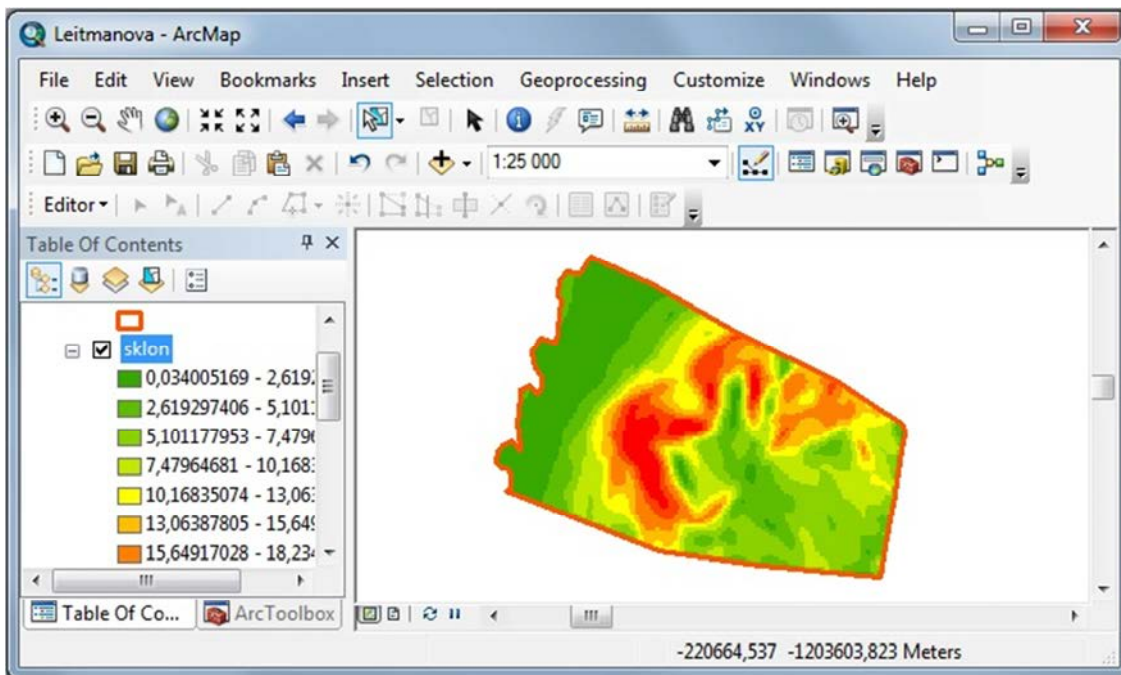 Leitmanova - ArcMap
File Edit View Bookmarks Insert Selection Geoprocessing Customize Windows Help
XY
1:25 000
Editor
Table Of Contents
sklon
0,034005169 - 2,619
2,619297406 - 5,101
5,101177953 - 7,479
7,47964681 - 10,168
10,16835074 - 13,06
13,06387805 - 15,649
15,64917028 - 18,234
Table Of Co... ArcToolbox
-220664,537 -1203603,823 Meters